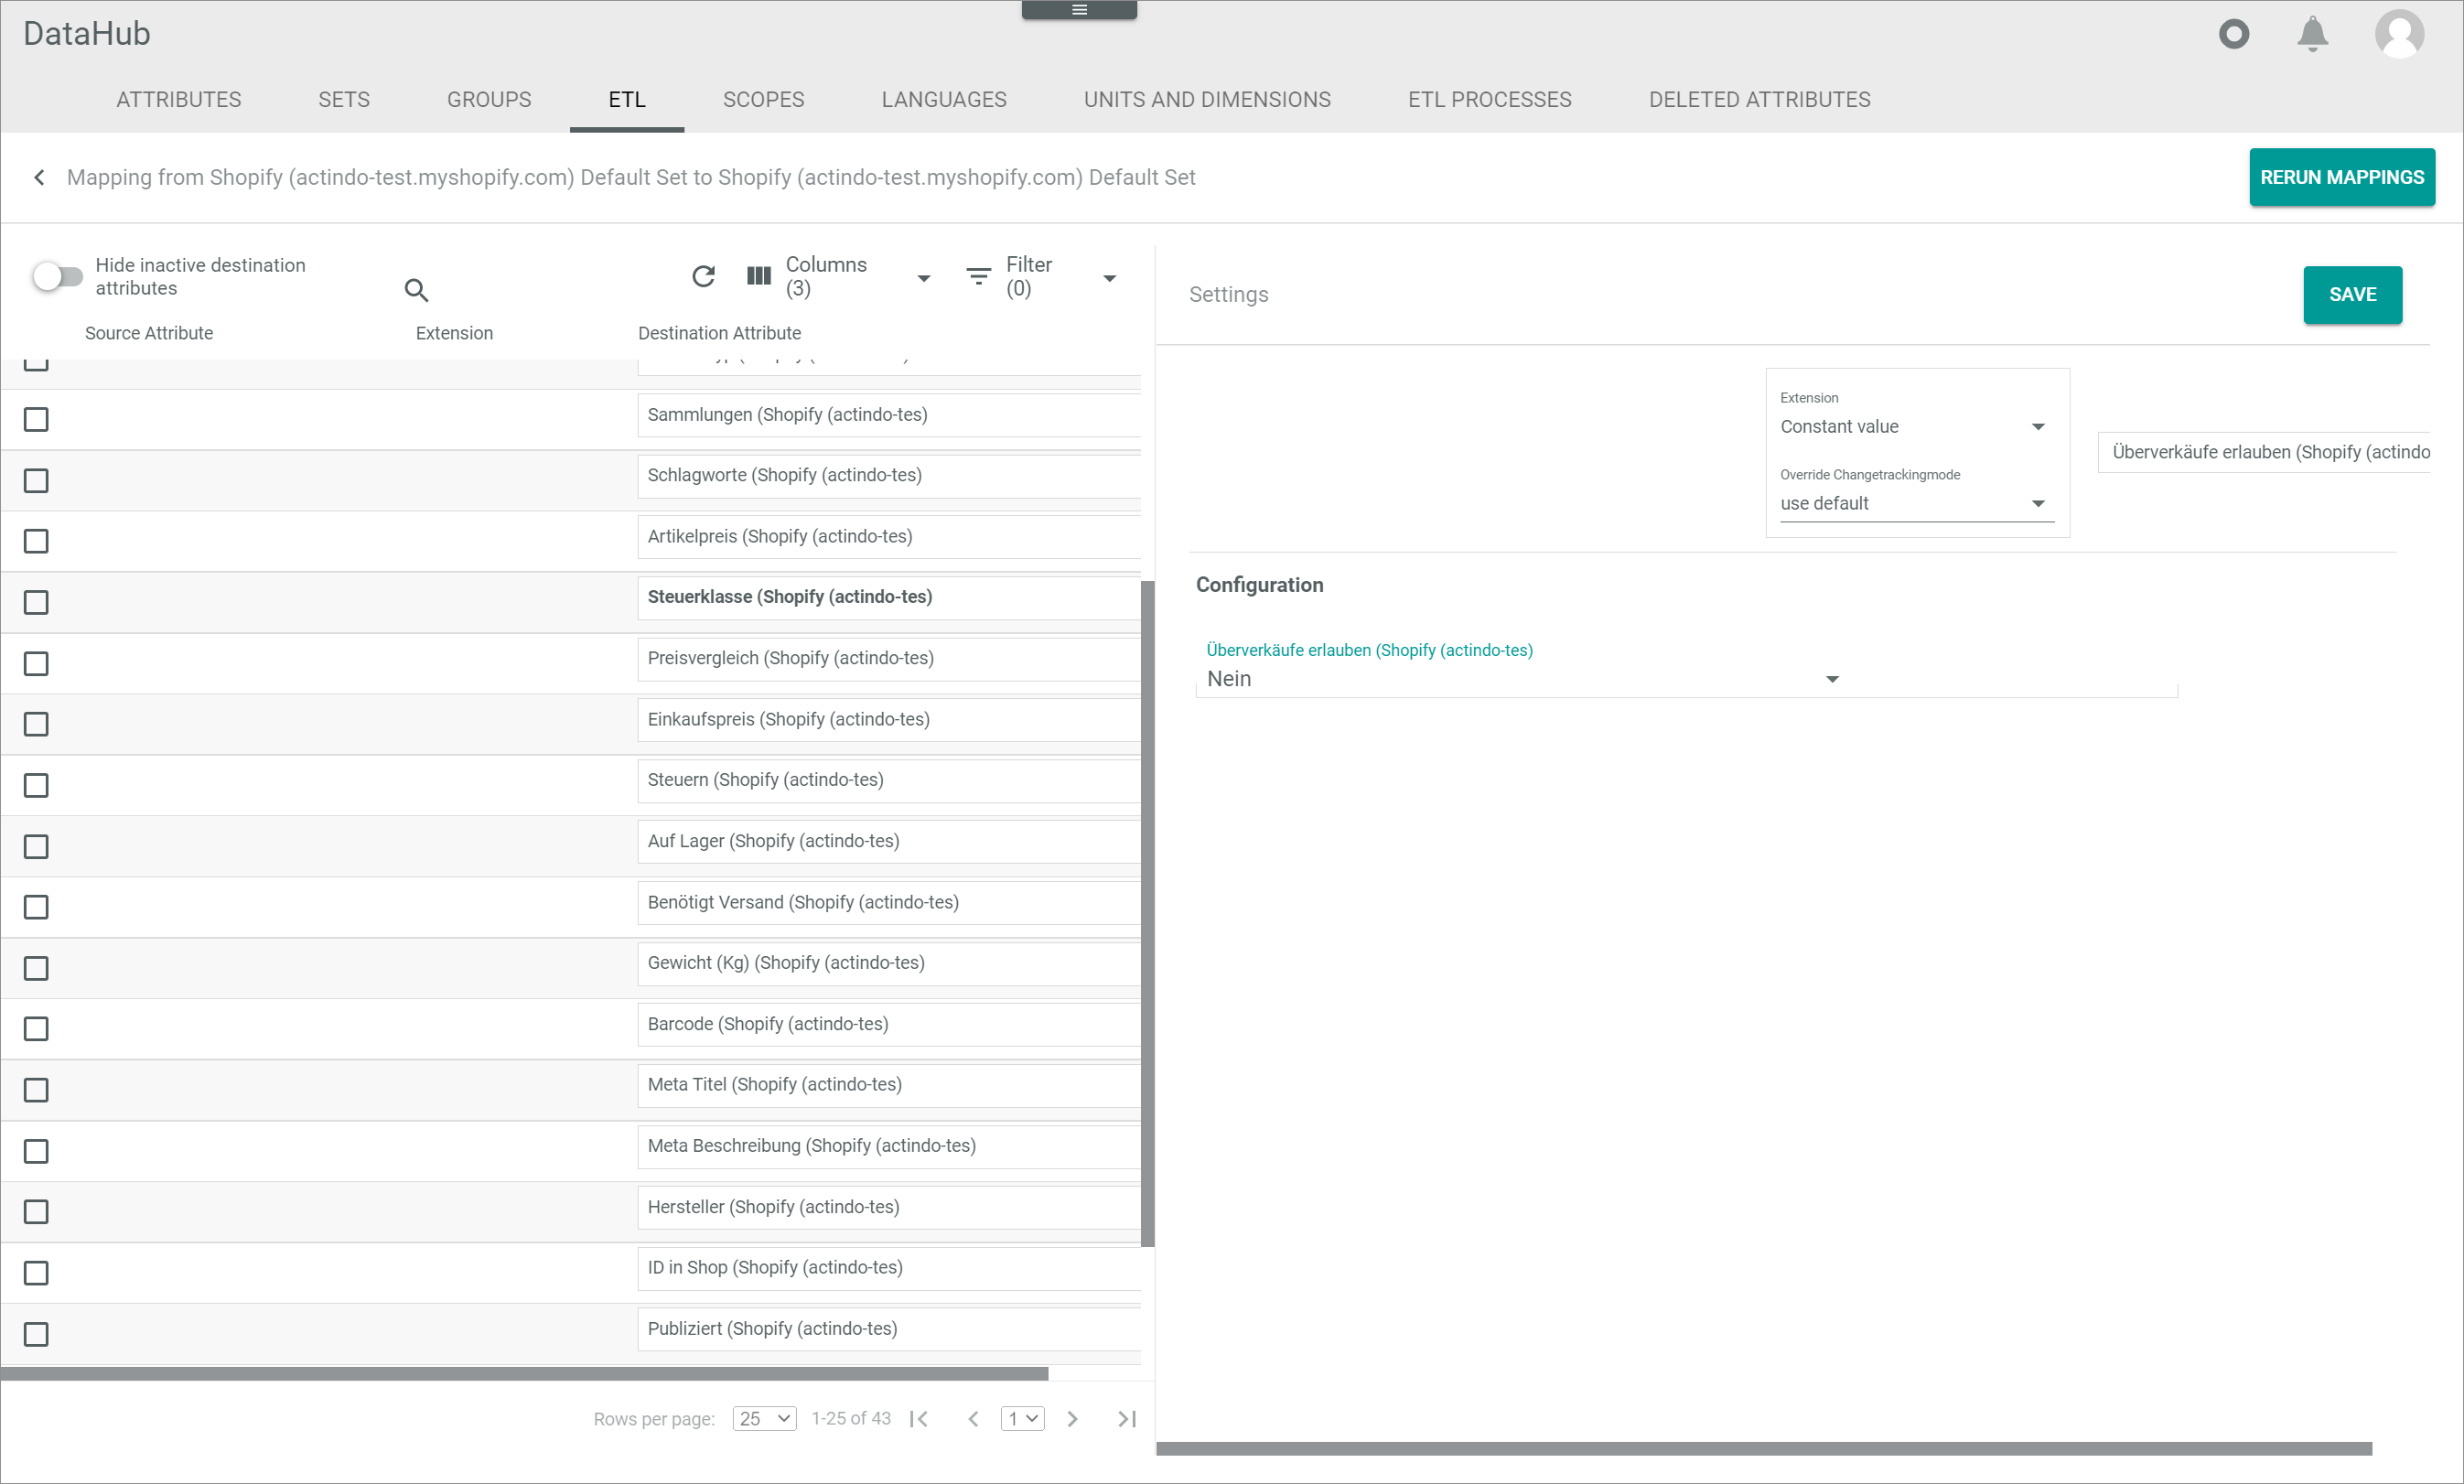 DataHub
ATTRIBUTES SETS GROUPS ETL SCOPES LANGUAGES UNITS AND DIMENSIONS ETL PROCESSES DELETED ATTRIBUTES
Mapping from Shopify (actindo-test.myshopify.com) Default Set to Shopify (actindo-test.myshopify.com) Default Set
RERUN MAPPINGS
Hide inactive destination
attributes
Columns
(3)
Filter
(0)
Source Attribute Extension Destination Attribute
Sammlungen (Shopify (actindo-tes)
Schlagworte (Shopify (actindo-tes)
Artikelpreis (Shopify (actindo-tes)
Steuerklasse (Shopify (actindo-tes)
Preisvergleich (Shopify (actindo-tes)
Einkaufspreis (Shopify (actindo-tes)
Steuern (Shopify (actindo-tes)
Auf Lager (Shopify (actindo-tes)
Benötigt Versand (Shopify (actindo-tes)
Gewicht (Kg) (Shopify (actindo-tes)
Barcode (Shopify (actindo-tes)
Meta Titel (Shopify (actindo-tes)
Meta Beschreibung (Shopify (actindo-tes)
Hersteller (Shopify (actindo-tes)
ID in Shop (Shopify (actindo-tes)
Publiziert (Shopify (actindo-tes)
Rows per page: 25 1-25 of 43 1
Settings
SAVE
Extension
Constant value
Override Changetrackingmode
use default
Überverkäufe erlauben (Shopify (actindo
Configuration
Überverkäufe erlauben (Shopify (actindo-tes)
Nein